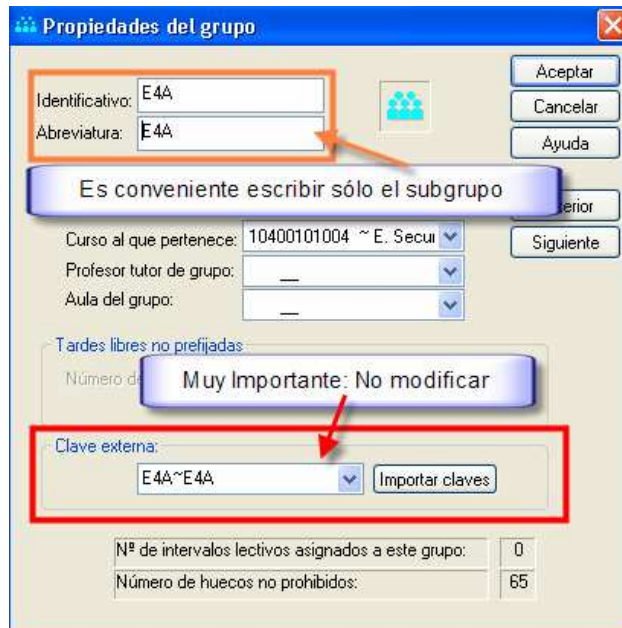 Propiedades del grupo
Aceptar
Identificativo: E4A
Cancelar
Abreviatura: E4A
Ayuda
Es conveniente escribir sólo el subgrupo
Curso al que pertenece: 10400101004 ~ E. Secu
Siguiente
Profesor tutor de grupo: __
Aula del grupo: __
Tardes libres no prefijadas
Número
Muy Importante: No modificar
Clave externa:
E4A~E4A Importar claves
Nº de intervalos lectivos asignados a este grupo: 0
Número de huecos no prohibidos: 65